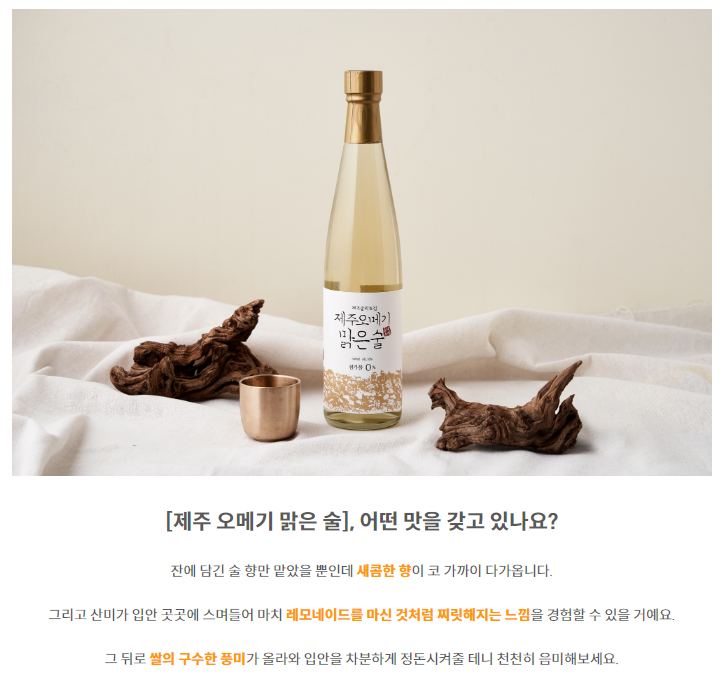 제주오메기
맑은술
첨가물 0%
[제주 오메기 맑은 술], 어떤 맛을 갖고 있나요?
잔에 담긴 술 향만 맡았을 뿐인데 새콤한 향이 코 가까이 다가옵니다.
그리고 산미가 입안 곳곳에 스며들어 마치 레모네이드를 마신 것처럼 찌릿해지는 느낌을 경험할 수 있을 거예요.
그 뒤로 쌀의 구수한 풍미가 올라와 입안을 차분하게 정돈시켜줄 테니 천천히 음미해보세요.